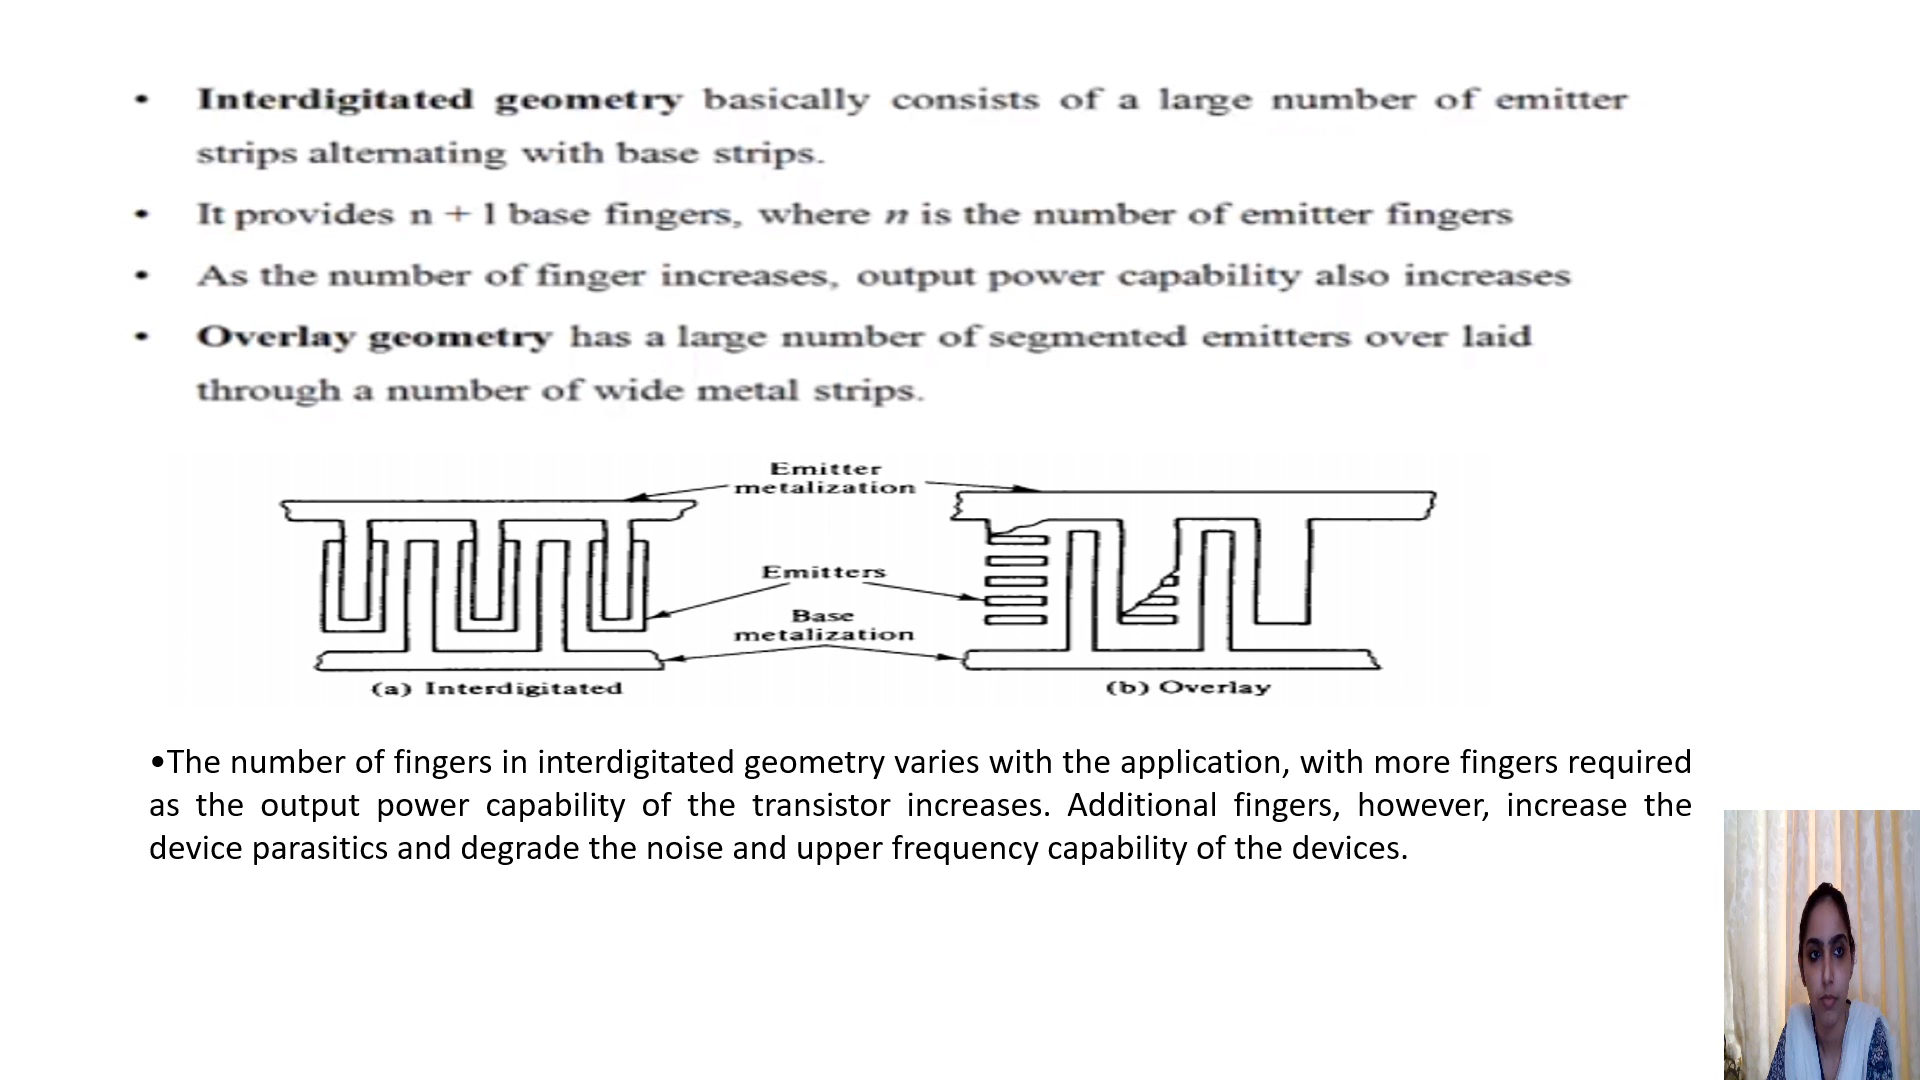 • Interdigitated geometry basically consists of a large number of emitter
strips alternating with base strips.
• It provides n + 1 base fingers, where n is the number of emitter fingers
• As the number of finger increases, output power capability also increases
• Overlay geometry has a large number of segmented emitters over laid
through a number of wide metal strips.
Emitter
metalization
Emitters
Base
metalization
(a) Interdigitated
(b) Overlay
•The number of fingers in interdigitated geometry varies with the application, with more fingers required
as the output power capability of the transistor increases. Additional fingers, however, increase the
device parasitics and degrade the noise and upper frequency capability of the devices.